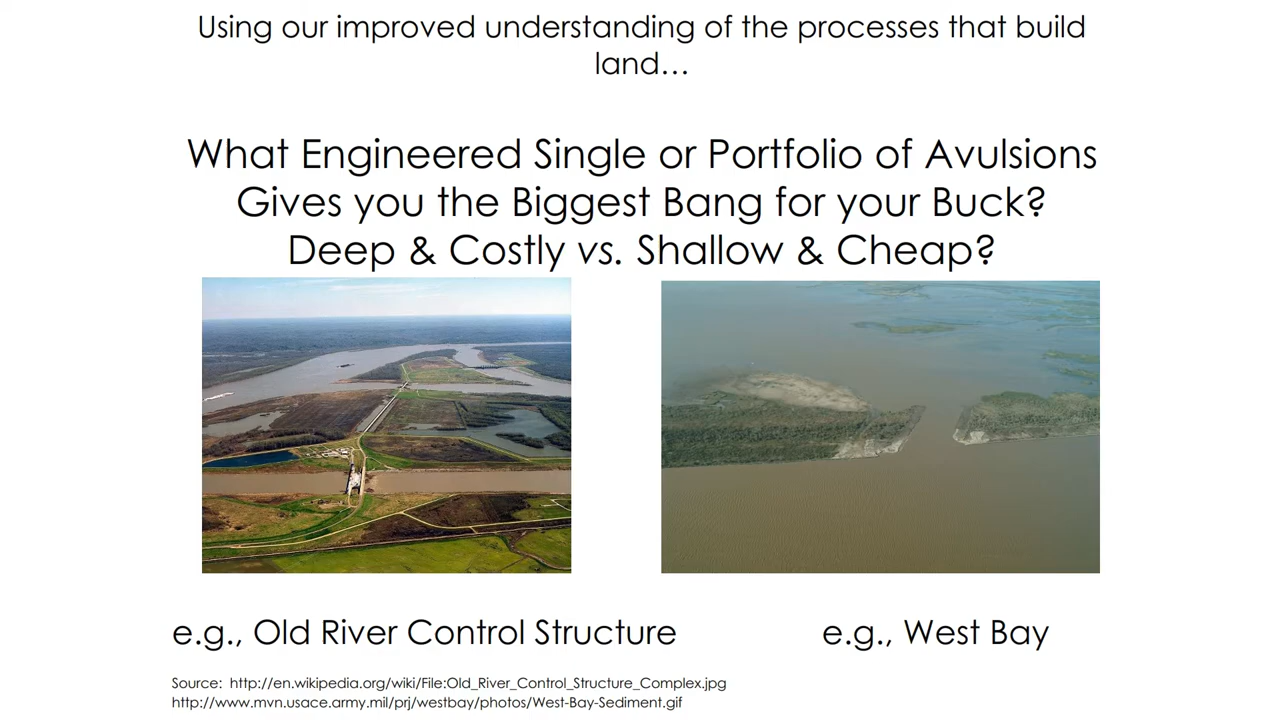 Using our improved understanding of the processes that build
land…
What Engineered Single or Portfolio of Avulsions
Gives you the Biggest Bang for your Buck?
Deep & Costly vs. Shallow & Cheap?
e.g., Old River Control Structure
e.g., West Bay
Source: http://en.wikipedia.org/wiki/File:Old_River_Control_Structure_Complex.jpg
http://www.mvn.usace.army.mil/prj/westbay/photos/West-Bay-Sediment.gif